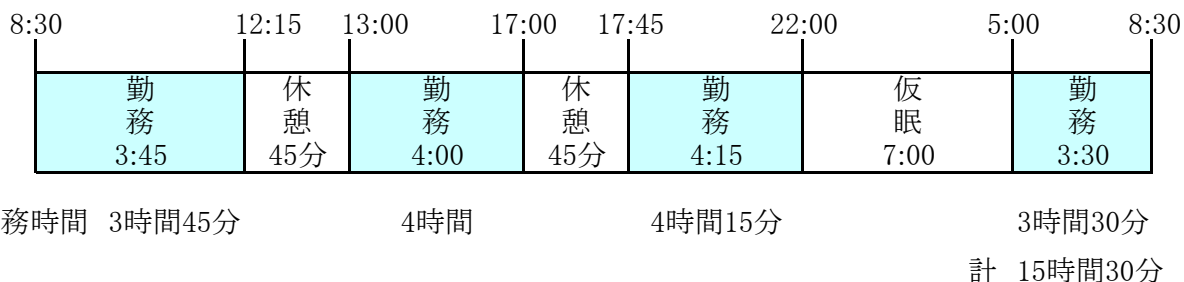 8:30 12:15 13:00 17:00 17:45 22:00 5:00 8:30
勤務 休憩 勤務 休憩 勤務 仮眠 勤務
3:45 45分 4:00 45分 4:15 7:00 3:30
務時間 3時間45分 4時間 4時間15分 3時間30分
計 15時間30分